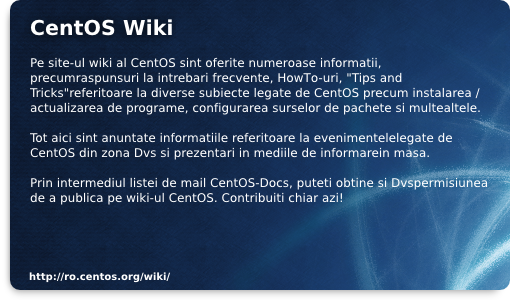 CentOS Wiki
Pe site-ul wiki al CentOS sint oferite numeroase informatii,
precumraspunsuri la intrebari frecvente, HowTo-uri, "Tips and
Tricks"referitoare la diverse subiecte legate de CentOS precum instalarea /
actualizarea de programe, configurarea surselor de pachete si multealtele.
Tot aici sint anuntate informatiile referitoare la evenimentelelegate de
CentOS din zona Dvs si prezentari in mediile de informarein masa.
Prin intermediul listei de mail CentOS-Docs, puteti obtine si Dvspermisiunea
de a publica pe wiki-ul CentOS. Contribuiti chiar azi!
http://ro.centos.org/wiki/